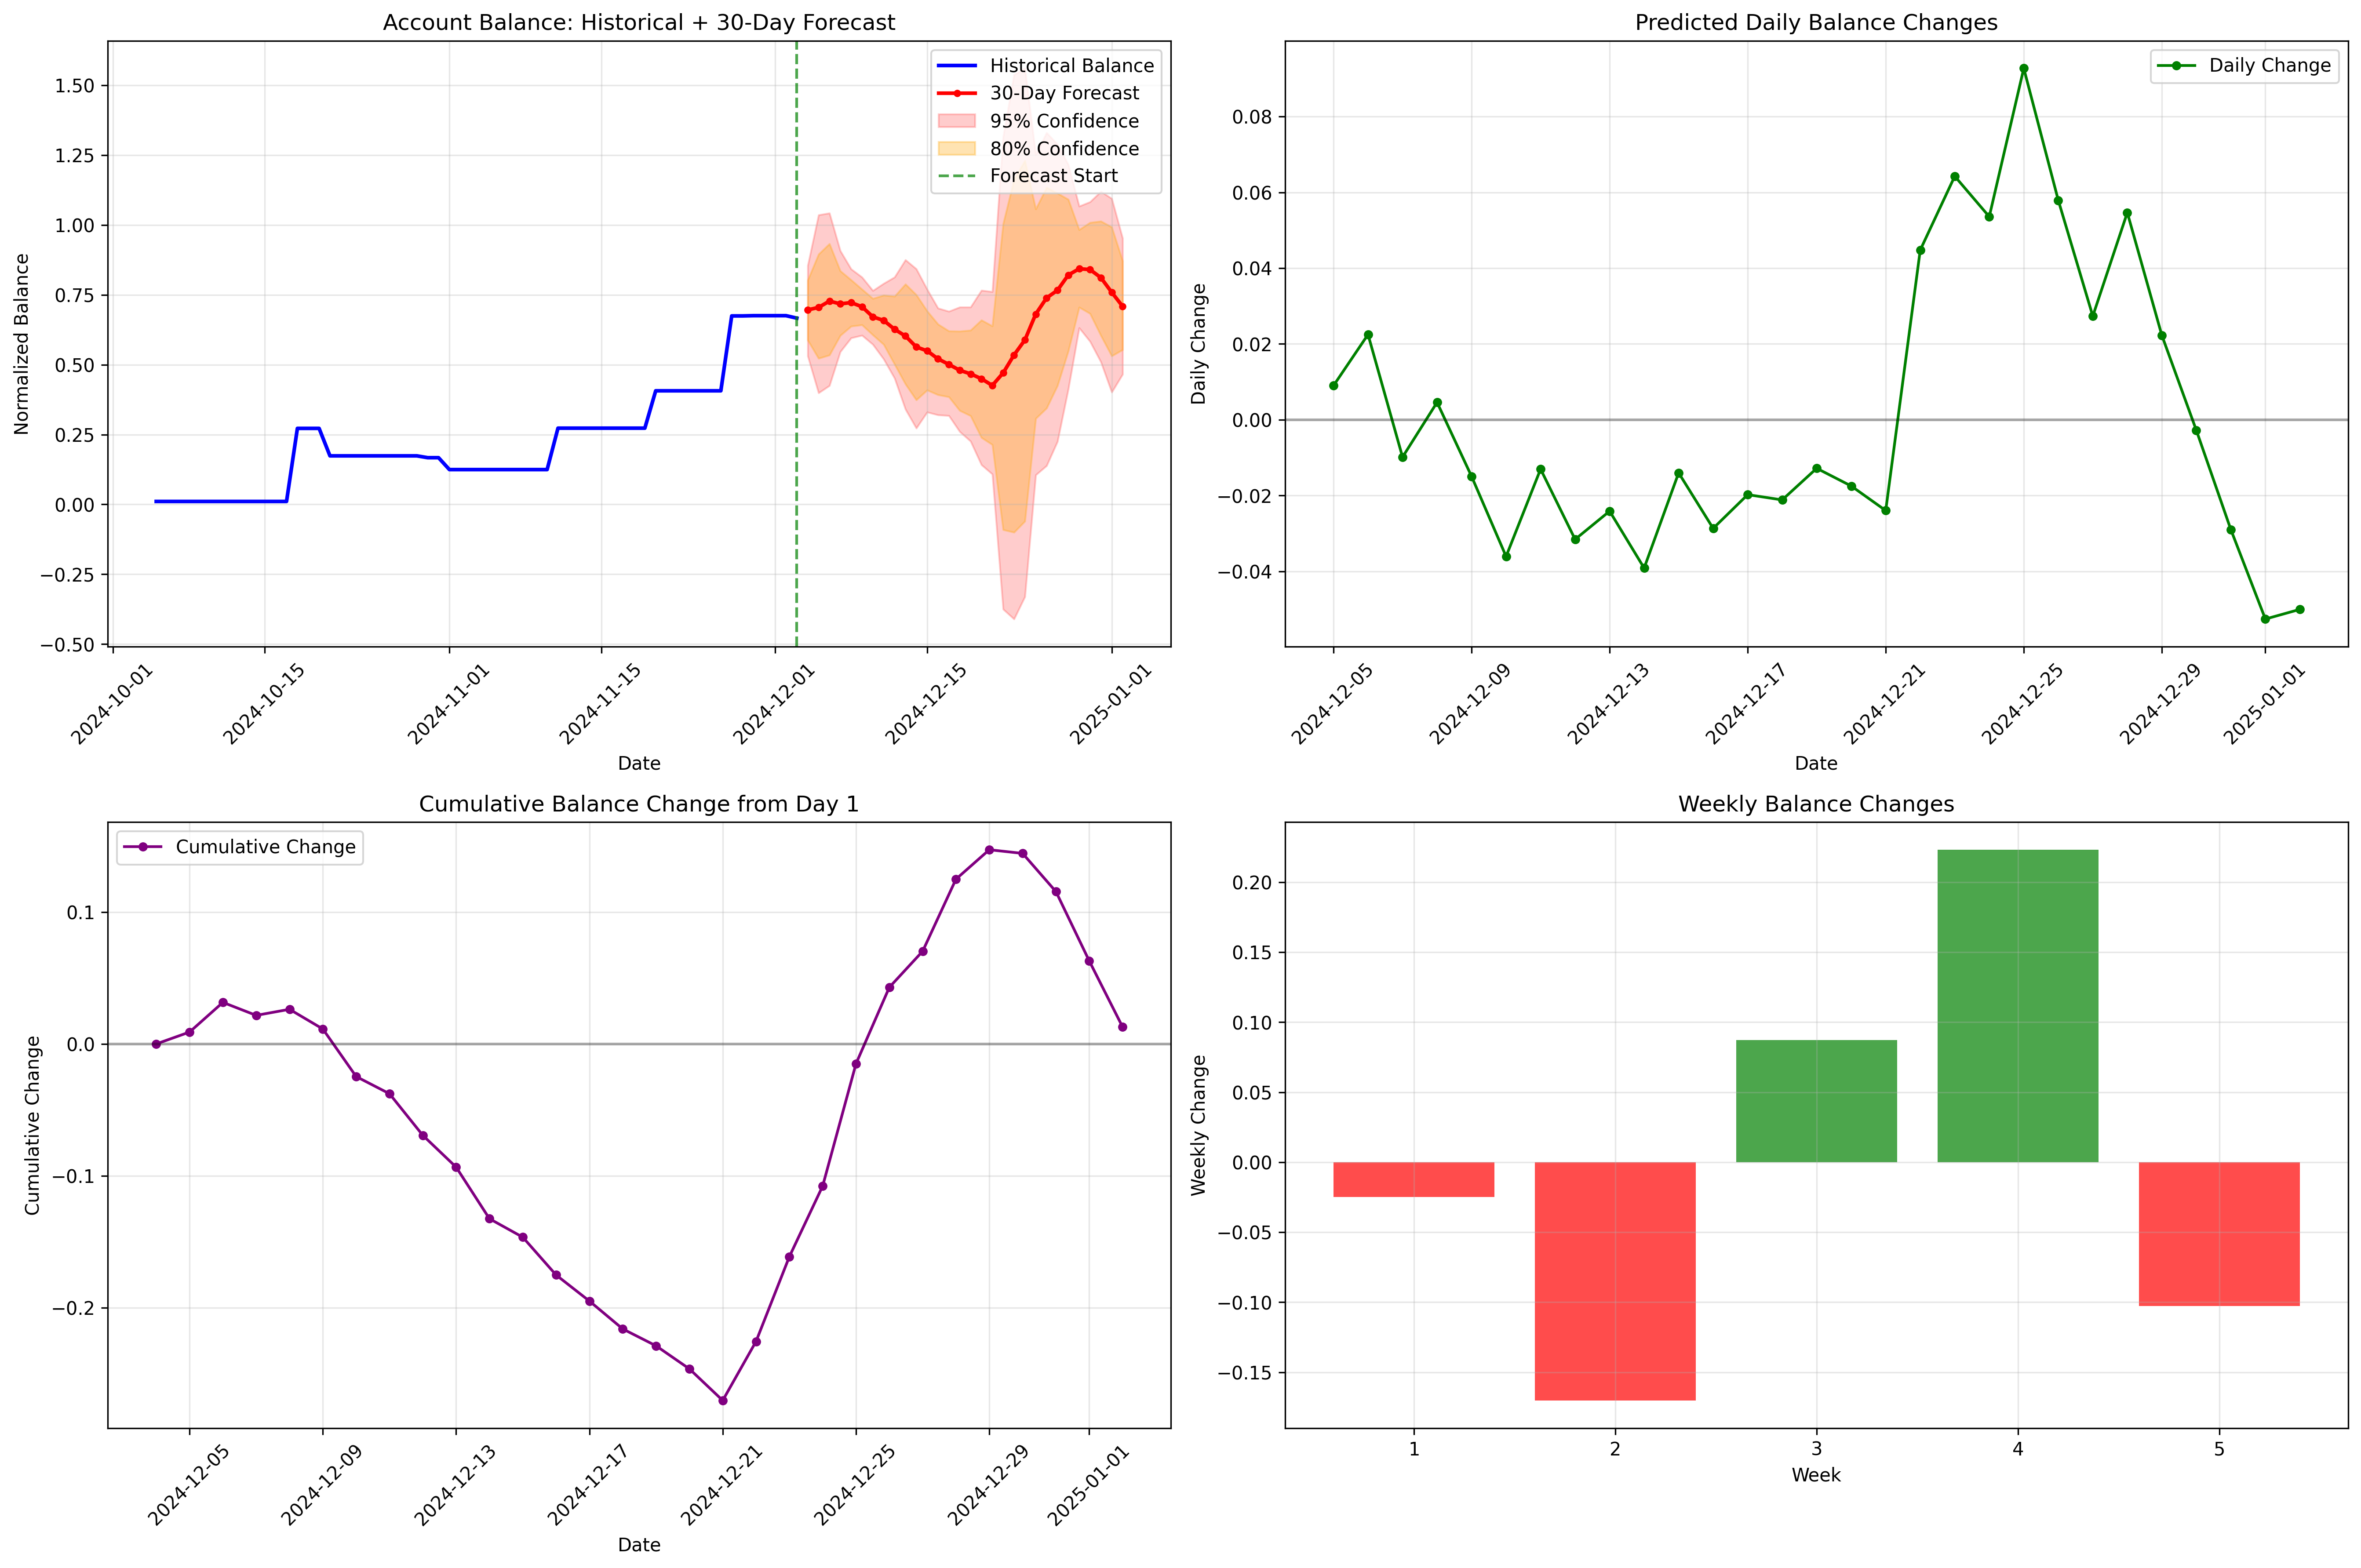 Account Balance: Historical + 30-Day Forecast
Normalized Balance
1.50
1.25
1.00
0.75
0.50
0.25
0.00
−0.25
−0.50
Historical Balance
30-Day Forecast
95% Confidence
80% Confidence
Forecast Start
2024-10-01
2024-10-15
2024-11-01
2024-11-15
2024-12-01
2024-12-15
2025-01-01
Date
Predicted Daily Balance Changes
Daily Change
0.08
0.06
0.04
0.02
0.00
−0.02
−0.04
Daily Change
2024-12-05
2024-12-09
2024-12-13
2024-12-17
2024-12-21
2024-12-25
2024-12-29
2025-01-01
Date
Cumulative Balance Change from Day 1
Cumulative Change
0.1
0.0
−0.1
−0.2
Cumulative Change
2024-12-05
2024-12-09
2024-12-13
2024-12-17
2024-12-21
2024-12-25
2024-12-29
2025-01-01
Date
Weekly Balance Changes
Weekly Change
0.20
0.15
0.10
0.05
0.00
−0.05
−0.10
−0.15
1
2
3
4
5
Week